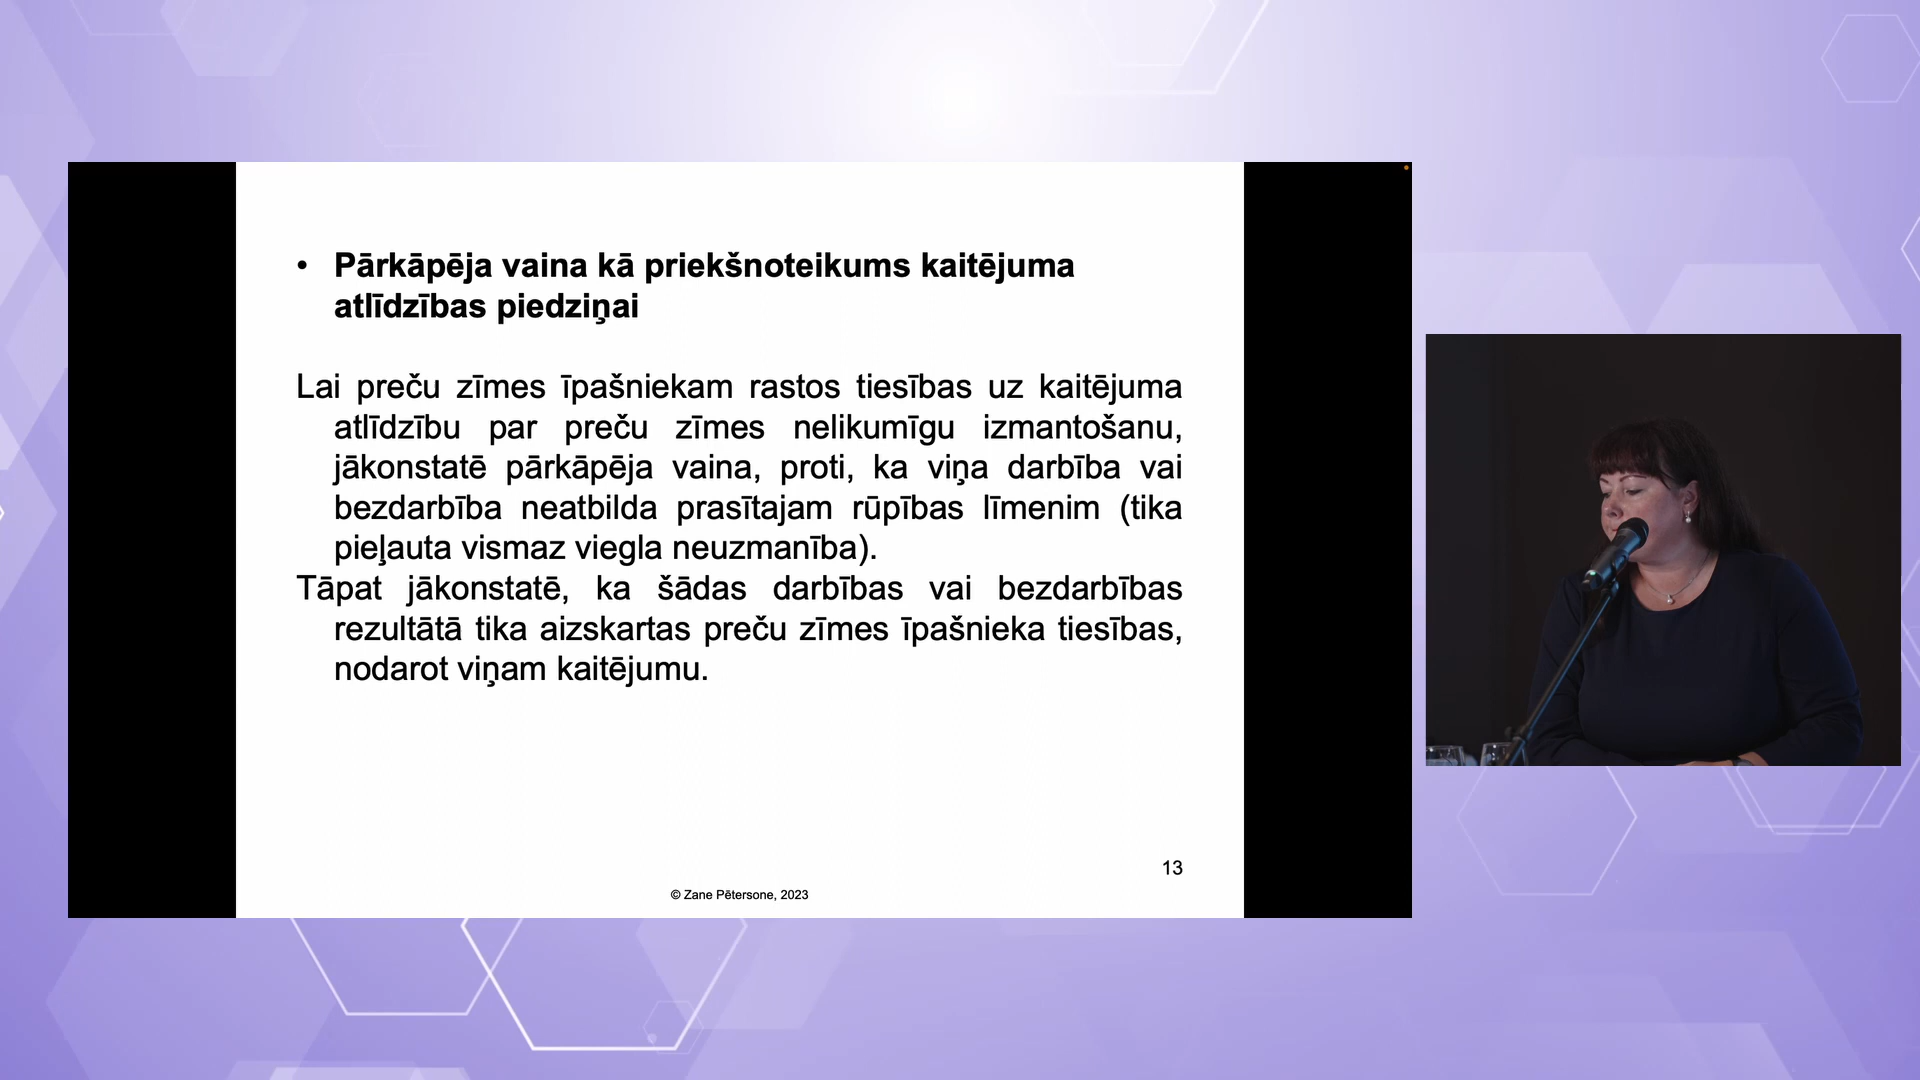 • Pārkāpēja vaina kā priekšnoteikums kaitējuma
atlīdzības piedziņai
Lai preču zīmes īpašniekam rastos tiesības uz kaitējuma
atlīdzību par preču zīmes nelikumīgu izmantošanu,
jākonstatē pārkāpēja vaina, proti, ka viņa darbība vai
bezdarbība neatbilda prasītajam rūpības līmenim (tika
pieļauta vismaz viegla neuzmanība).
Tāpat jākonstatē, ka šādas darbības vai bezdarbības
rezultātā tika aizskartas preču zīmes īpašnieka tiesības,
nodarot viņam kaitējumu.
13
© Zane Pētersone, 2023